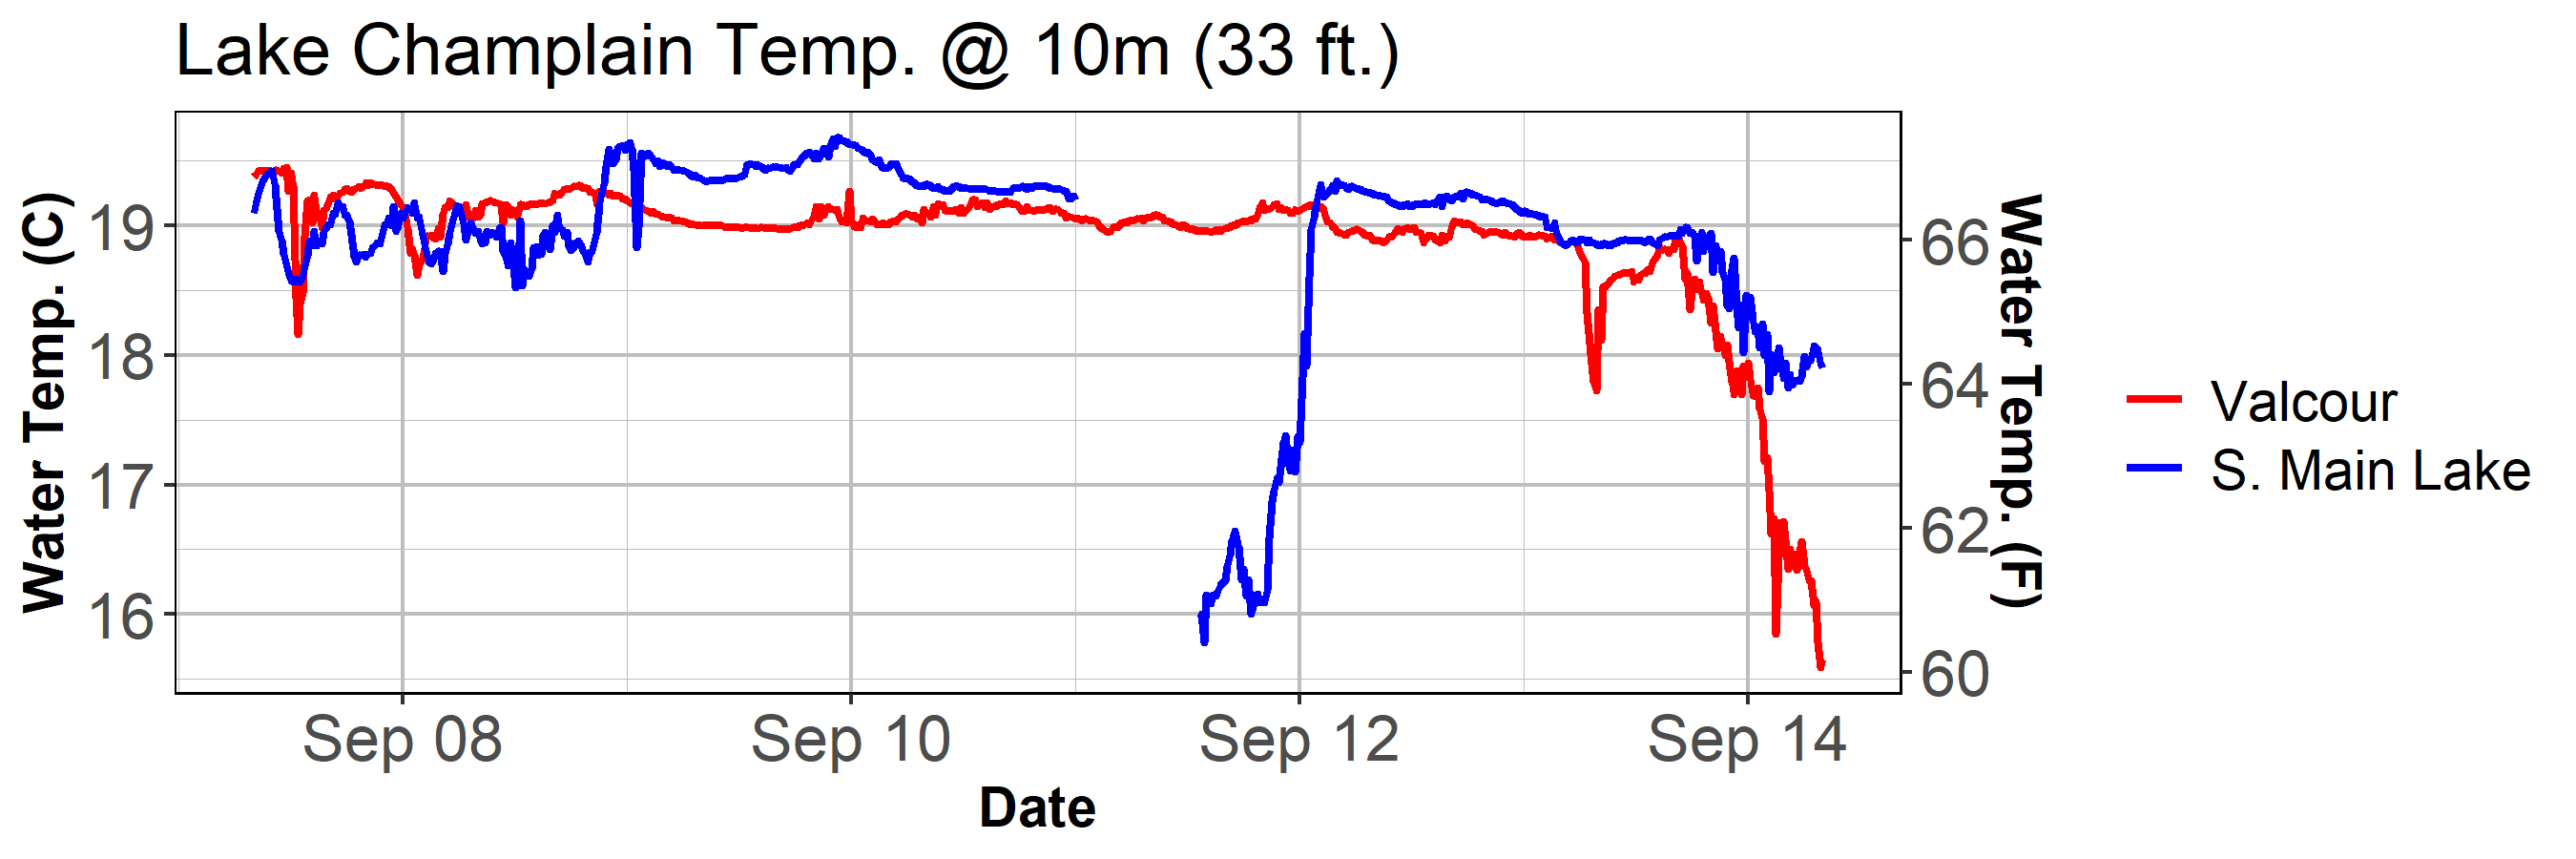 Lake Champlain Temp. @ 10m (33 ft.)
Water Temp. (C)
19
18
17
16
66
64
62
60
Water Temp. (F)
Sep 08
Sep 10
Sep 12
Sep 14
Date
Valcour
S. Main Lake